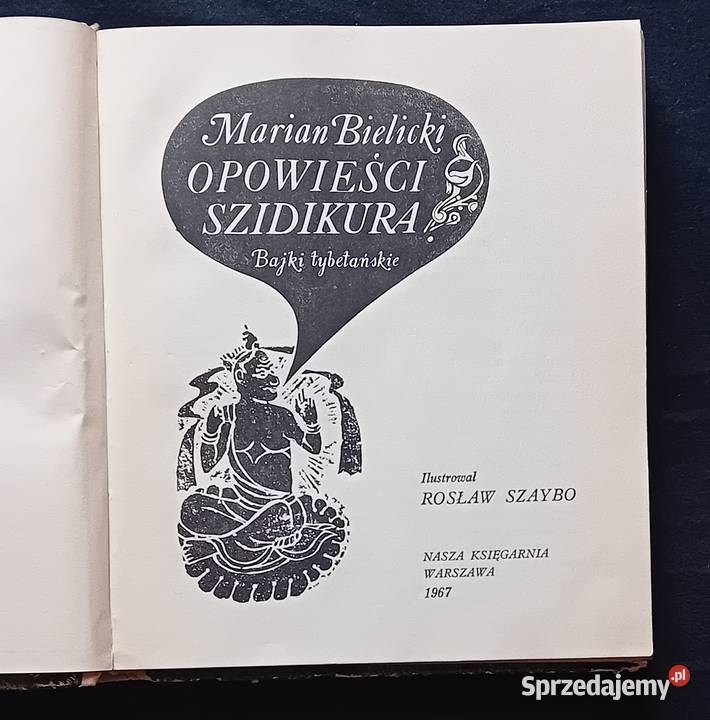 Marian Bielicki
OPOWIEŚCI
SZIDIKURA
Bajki tybetańskie
Ilustrował
ROSŁAW SZAYBO
NASZA KSIĘGARNIA
WARSZAWA
1967
Sprzedajemy.pl